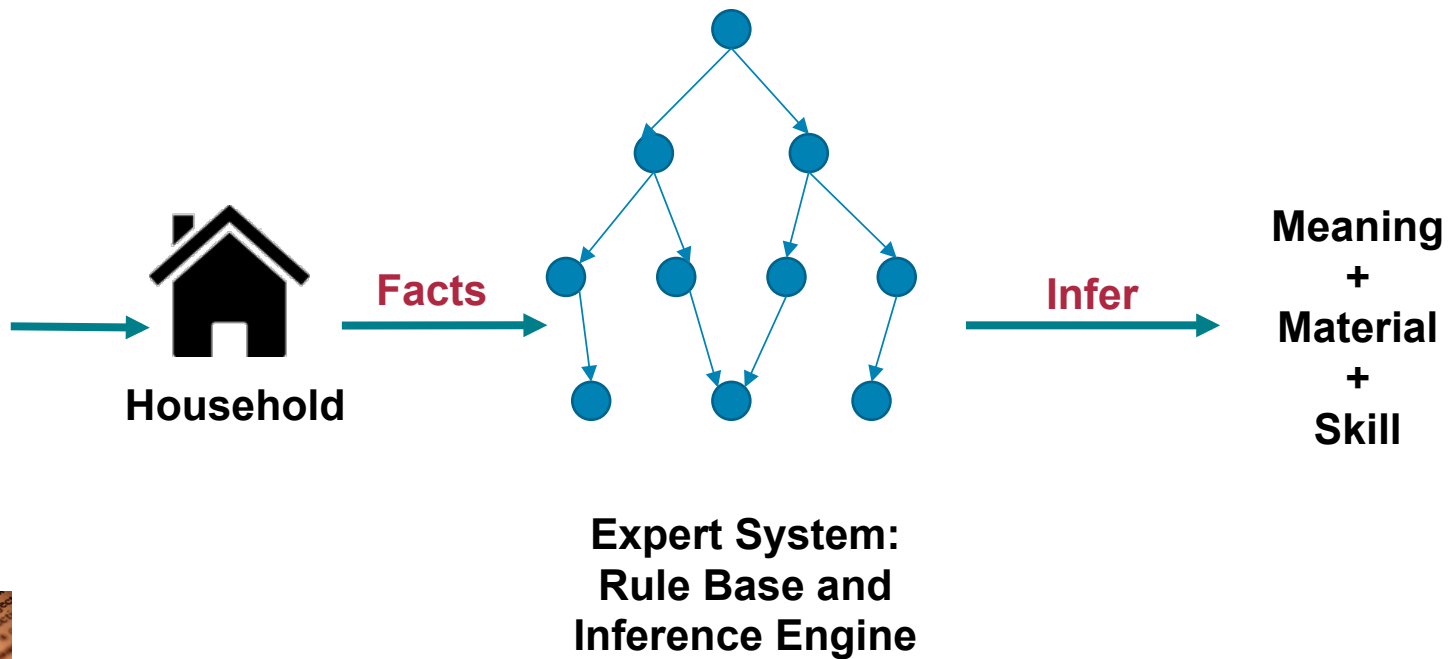 Facts
Household
Infer
Meaning
+
Material
+
Skill
Expert System:
Rule Base and
Inference Engine